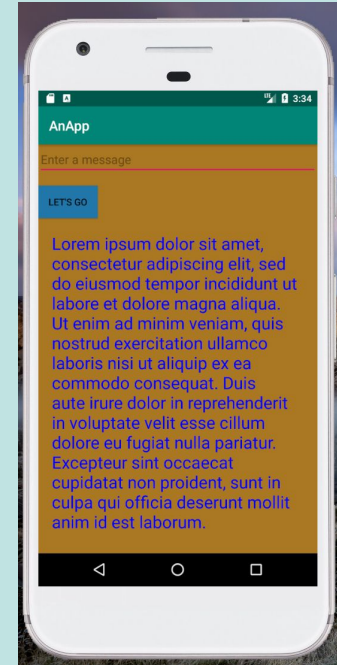 LTE 3:34
AnApp
Enter a message
LET'S GO
Lorem ipsum dolor sit amet,
consectetur adipiscing elit, sed
do eiusmod tempor incididunt ut
labore et dolore magna aliqua.
Ut enim ad minim veniam, quis
nostrud exercitation ullamco
laboris nisi ut aliquip ex ea
commodo consequat. Duis
aute irure dolor in reprehenderit
in voluptate velit esse cillum
dolore eu fugiat nulla pariatur.
Excepteur sint occaecat
cupidatat non proident, sunt in
culpa qui officia deserunt mollit
anim id est laborum.